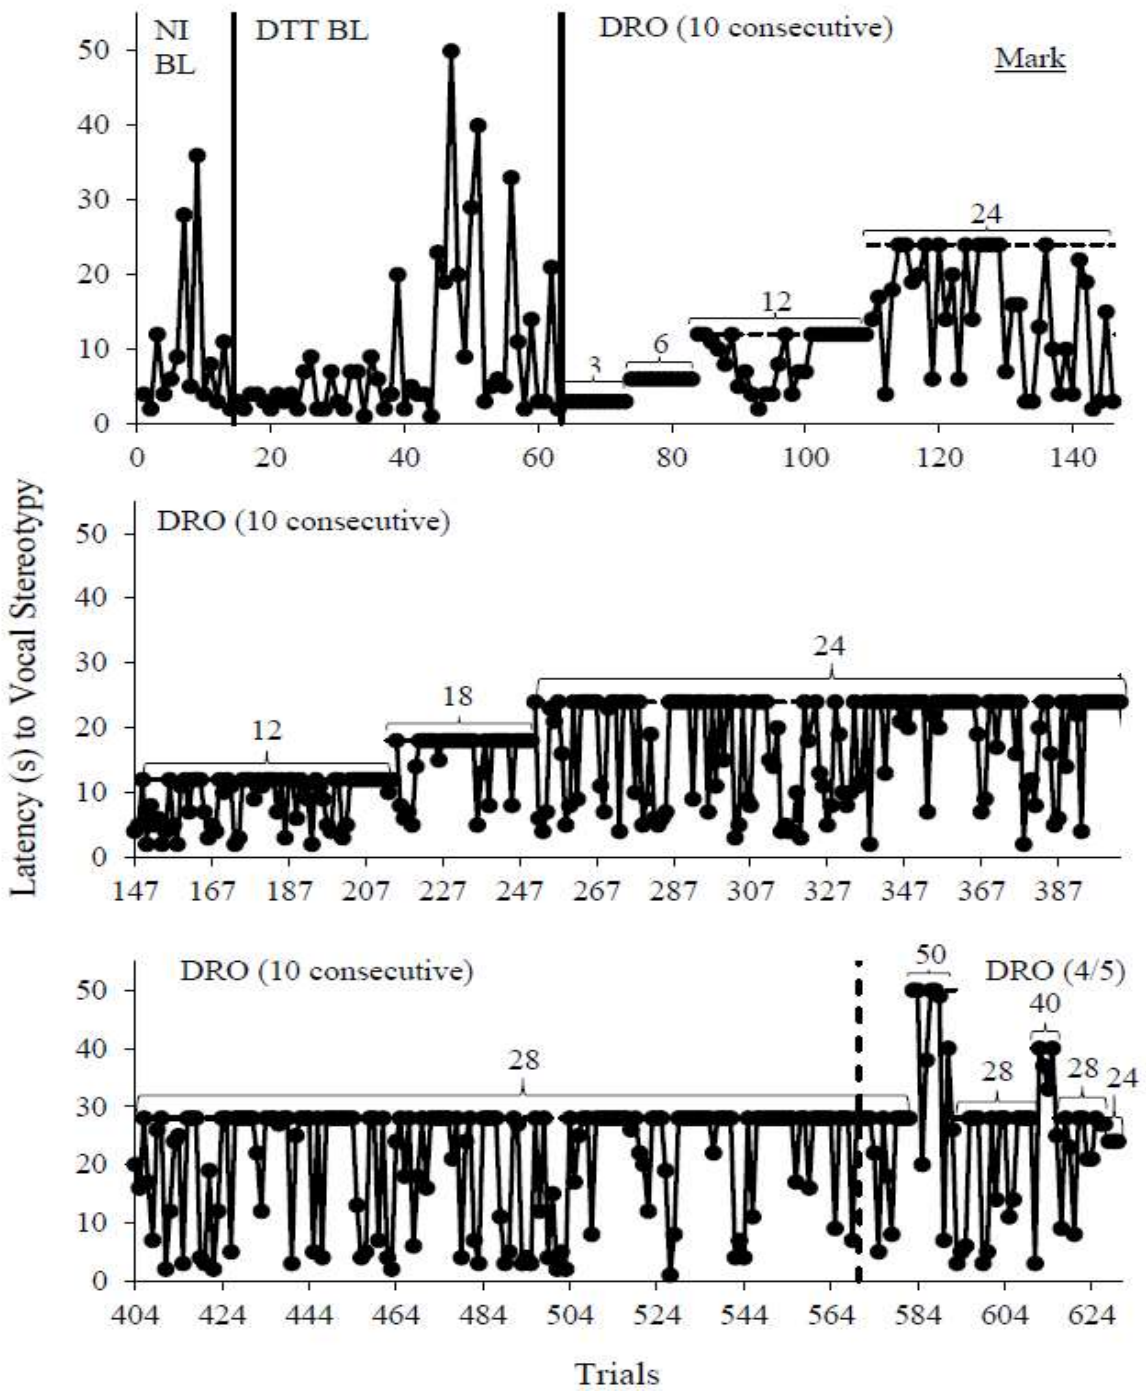 NI
BL
DTT BL
DRO (10 consecutive)
Mark
50
40
30
20
10
0
3
6
12
24
0 20 40 60 80 100 120 140
Latency (s) to Vocal Stereotypy
DRO (10 consecutive)
50
40
30
20
10
0
12
18
24
147 167 187 207 227 247 267 287 307 327 347 367 387
DRO (10 consecutive)
DRO (4/5)
50
40
30
20
10
0
28
50
28
40
28
24
404 424 444 464 484 504 524 544 564 584 604 624
Trials